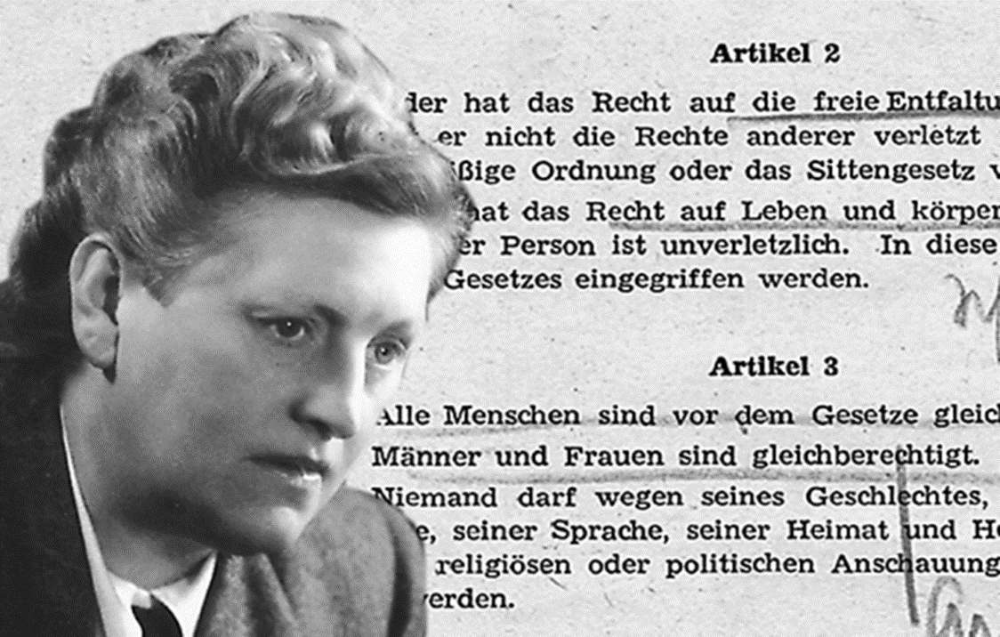 Artikel 2
der hat das Recht auf die freie Entfaltu
er nicht die Rechte anderer verletzt
ßige Ordnung oder das Sittengesetz v
hat das Recht auf Leben und körper
er Person ist unverletzlich. In diese
Gesetzes eingegriffen werden.
Artikel 3
Alle Menschen sind vor dem Gesetze gleich
Männer und Frauen sind gleichberechtigt.
Niemand darf wegen seines Geschlechtes,
e, seiner Sprache, seiner Heimat und He
religiösen oder politischen Anschauung
werden.